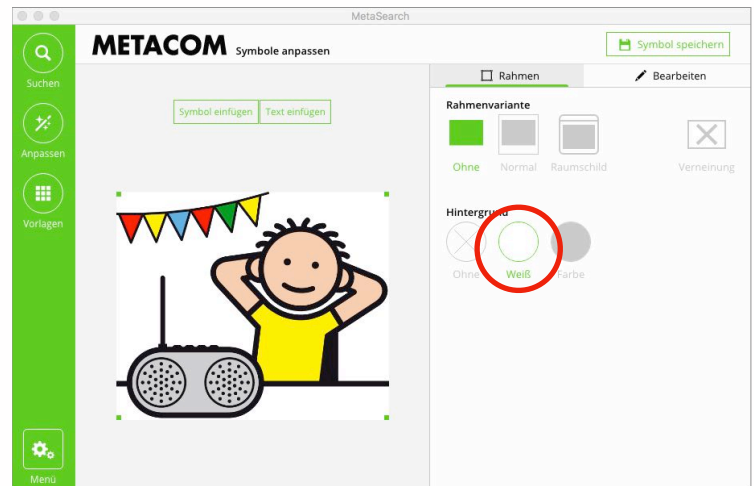 MetaSearch
METACOM Symbole anpassen
Symbol speichern
Suchen
Anpassen
Vorlagen
Menü
Symbol einfügen Text einfügen
Rahmen Bearbeiten
Rahmenvariante
Ohne Normal Raumschild Verneinung
Hintergrund
Ohne Weiß Farbe